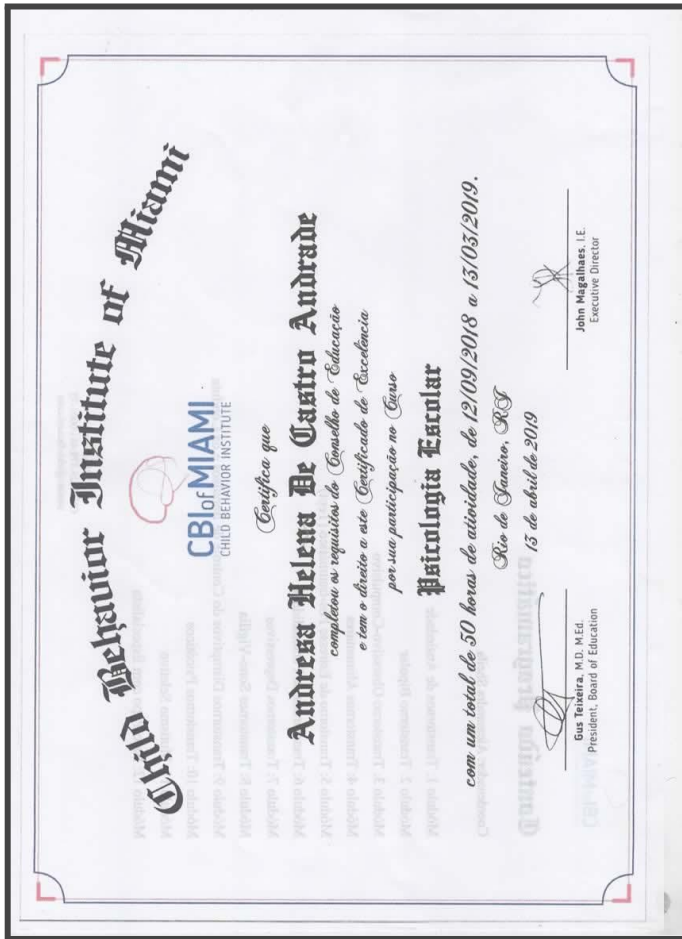 Child Behavior Institute of Miami
CBI of MIAMI
CHILD BEHAVIOR INSTITUTE
Certifica que
Andresa Helena De Castro Andrade
completou os requisitos do Conselho de Educação
e tem o direito a este Certificado de Excelência
por sua participação no Curso
Psicologia Escolar
com um total de 50 horas de atividade, de 12/09/2018 a 13/03/2019.
Rio de Janeiro, RJ
13 de abril de 2019
Gus Teixeira, M.D. M.Ed.
President, Board of Education
John Magalhaes, I.E.
Executive Director